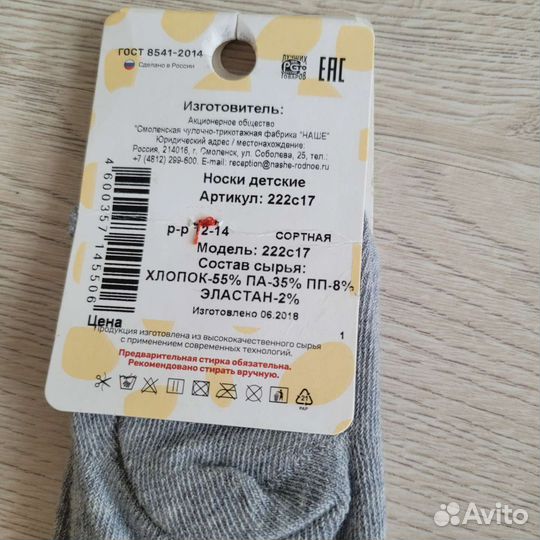 ГОСТ 8541-2014
Сделано в России
ЛУЧШИХ
ТОВАРОВ
ЕАС
Изготовитель:
Акционерное общество
"Смоленская чулочно-трикотажная фабрика "НАШЕ"
Юридический адрес / местонахождение:
Россия, 214016, г. Смоленск, ул. Соболева, 25, тел.:
+7 (4812) 299-600. E-mail: reception@nashe-rodnoe.ru
Носки детские
Артикул: 222с17
р-р 12-14 СОРТНАЯ
Модель: 222с17
Состав сырья:
ХЛОПОК-55% ПА-35% ПП-8%
ЭЛАСТАН-2%
Изготовлено 06.2018
4600357145506
Цена
1
Продукция изготовлена из высококачественного сырья
с применением современных технологий.
Предварительная стирка обязательна.
Рекомендовано стирать вручную.
21
PAP
Avito